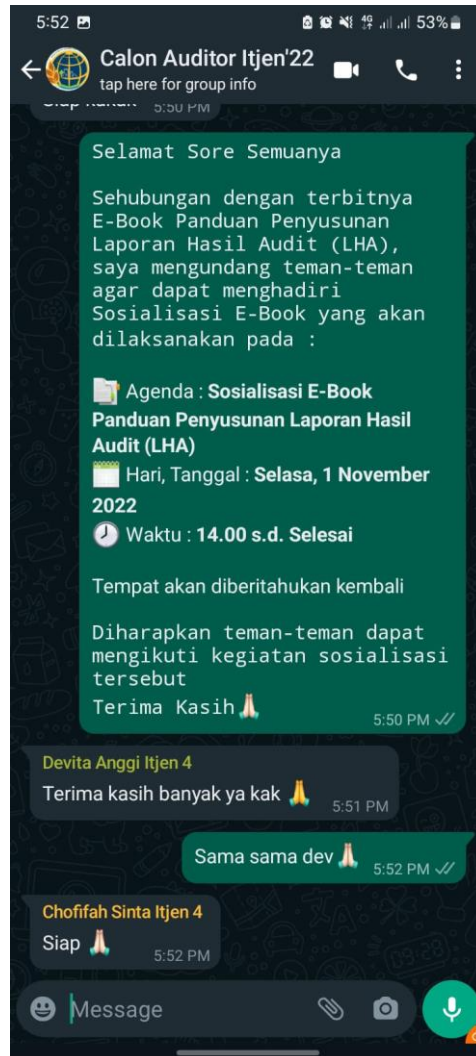 5:52
4G
53%
Calon Auditor Itjen'22
tap here for group info
5:50 PM
Selamat Sore Semuanya
Sehubungan dengan terbitnya
E-Book Panduan Penyusunan
Laporan Hasil Audit (LHA),
saya mengundang teman-teman
agar dapat menghadiri
Sosialisasi E-Book yang akan
dilaksanakan pada :
Agenda : Sosialisasi E-Book
Panduan Penyusunan Laporan Hasil
Audit (LHA)
Hari, Tanggal : Selasa, 1 November
2022
Waktu : 14.00 s.d. Selesai
Tempat akan diberitahukan kembali
Diharapkan teman-teman dapat
mengikuti kegiatan sosialisasi
tersebut
Terima Kasih🙏🏻
5:50 PM
Devita Anggi Itjen 4
Terima kasih banyak ya kak 🙏
5:51 PM
Sama sama dev🙏🏻
5:52 PM
Chofifah Sinta Itjen 4
Siap 🙏🏻
5:52 PM
Message